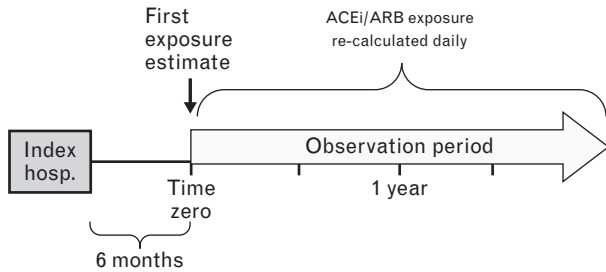 First
exposure
estimate
ACEi/ARB exposure
re-calculated daily
Index
hosp.
Observation period
Time
zero
1 year
6 months